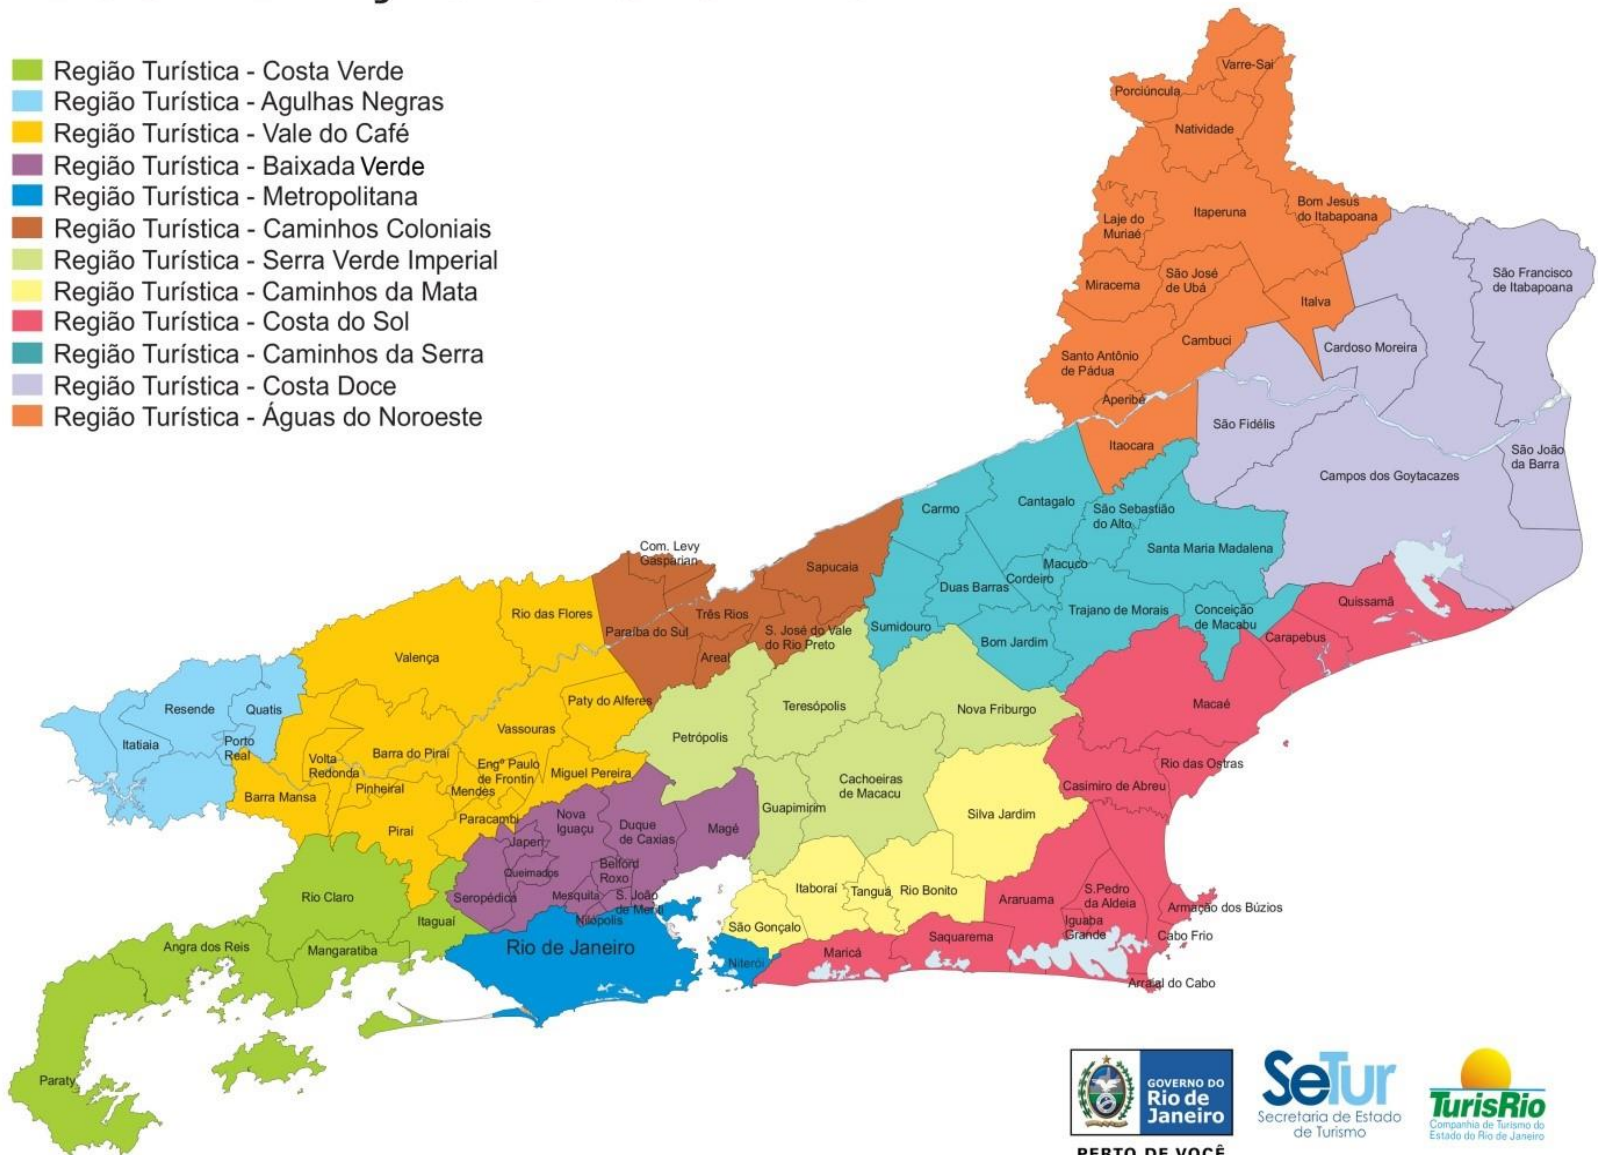 Região Turística - Costa Verde
Região Turística - Agulhas Negras
Região Turística - Vale do Café
Região Turística - Baixada Verde
Região Turística - Metropolitana
Região Turística - Caminhos Coloniais
Região Turística - Serra Verde Imperial
Região Turística - Caminhos da Mata
Região Turística - Costa do Sol
Região Turística - Caminhos da Serra
Região Turística - Costa Doce
Região Turística - Águas do Noroeste
Varre-Sai
Porciúncula
Natividade
Itaperuna
Bom Jesus
do Itabapoana
Laje do
Muriaé
Miracema
São José
de Ubá
Italva
Cambuci
Santo Antônio
de Pádua
Aperibé
Itaocara
São Francisco
de Itabapoana
Cardoso Moreira
São Fidélis
São João
da Barra
Campos dos Goytacazes
Carmo
Cantagalo
São Sebastião
do Alto
Santa Maria Madalena
Macuco
Cordeiro
Duas Barras
Trajano de Morais
Conceição
de Macabu
Sumidouro
Bom Jardim
Quissamã
Carapebus
Macaé
Rio das Ostras
Casimiro de Abreu
Com. Levy
Gasparian
Sapucaia
Três Rios
Paraíba do Sul
S. José do Vale
do Rio Preto
Areal
Rio das Flores
Valença
Paty do Alferes
Vassouras
Barra do Piraí
Volta
Redonda
Engº Paulo
de Frontin
Miguel Pereira
Mendes
Pinheiral
Barra Mansa
Piraí
Paracambi
Resende
Quatis
Itatiaia
Porto
Real
Petrópolis
Teresópolis
Nova Friburgo
Cachoeiras
de Macacu
Guapimirim
Silva Jardim
Itaboraí
Tanguá
Rio Bonito
São Gonçalo
Nova
Iguaçu
Duque
de Caxias
Magé
Japeri
Queimados
Belford
Roxo
Seropédica
Mesquita
S. João
de Meriti
Nilópolis
Rio de Janeiro
Niterói
Maricá
Saquarema
Araruama
S.Pedro
da Aldeia
Iguaba
Grande
Armação dos Búzios
Cabo Frio
Arraial do Cabo
Rio Claro
Itaguaí
Angra dos Reis
Mangaratiba
Paraty
GOVERNO DO
Rio de
Janeiro
PERTO DE VOCÊ
SeTur
Secretaria de Estado
de Turismo
TurisRio
Companhia de Turismo do
Estado do Rio de Janeiro